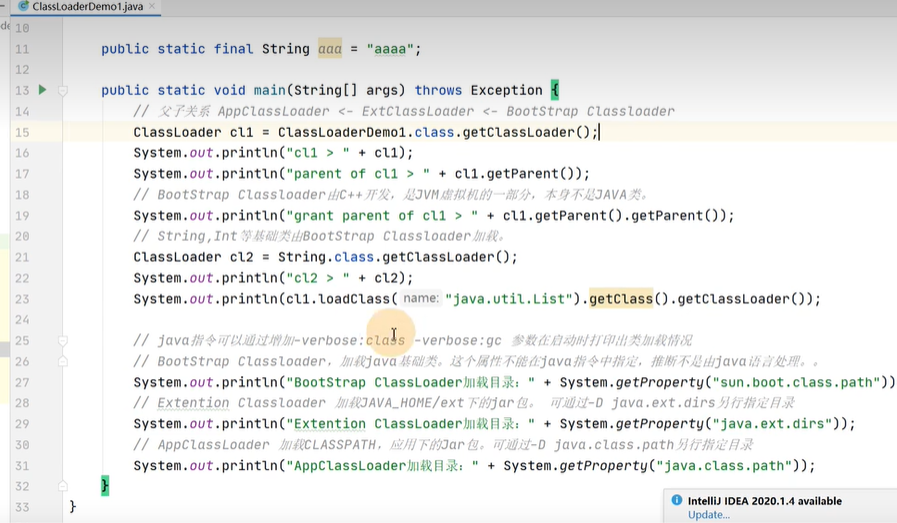 ClassLoaderDemo1.java
10
11 public static final String aaa = "aaaa";
12
13 public static void main(String[] args) throws Exception {
14 // 父子关系 AppClassLoader <- ExtClassLoader <- BootStrap Classloader
15 ClassLoader cl1 = ClassLoaderDemo1.class.getClassLoader();
16 System.out.println("cl1 > " + cl1);
17 System.out.println("parent of cl1 > " + cl1.getParent());
18 // BootStrap Classloader由C++开发，是JVM虚拟机的一部分，本身不是JAVA类。
19 System.out.println("grant parent of cl1 > " + cl1.getParent().getParent());
20 // String,Int等基础类由BootStrap Classloader加载。
21 ClassLoader cl2 = String.class.getClassLoader();
22 System.out.println("cl2 > " + cl2);
23 System.out.println(cl1.loadClass( name: "java.util.List").getClass().getClassLoader());
24
25 // java指令可以通过增加-verbose:class -verbose:gc 参数在启动时打印出类加载情况
26 // BootStrap Classloader，加载java基础类。这个属性不能在java指令中指定，推断不是由java语言处理。。
27 System.out.println("BootStrap ClassLoader加载目录：" + System.getProperty("sun.boot.class.path"))
28 // Extention Classloader 加载JAVA_HOME/ext下的jar包。 可通过-D java.ext.dirs另行指定目录
29 System.out.println("Extention ClassLoader加载目录：" + System.getProperty("java.ext.dirs"));
30 // AppClassLoader 加载CLASSPATH，应用下的Jar包。可通过-D java.class.path另行指定目录
31 System.out.println("AppClassLoader加载目录：" + System.getProperty("java.class.path"));
32 }
33 }
IntelliJ IDEA 2020.1.4 available
Update...